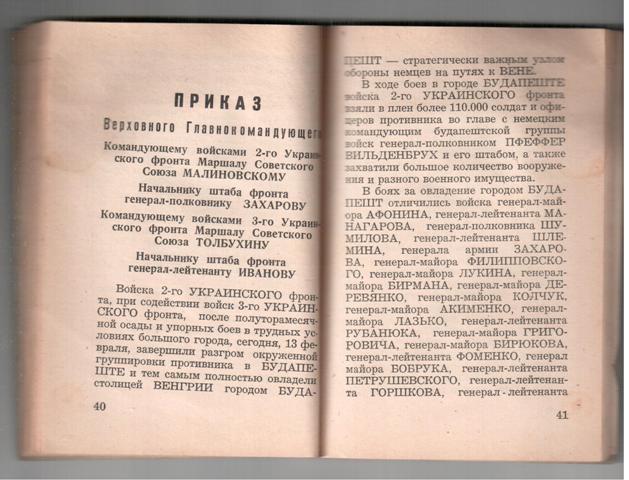 ПРИКАЗ
Верховного Главнокомандующего
Командующему войсками 2-го Украин-
ского фронта Маршалу Советского
Союза МАЛИНОВСКОМУ
Начальнику штаба фронта
генерал-полковнику ЗАХАРОВУ
Командующему войсками 3-го Украин-
ского фронта Маршалу Советского
Союза ТОЛБУХИНУ
Начальнику штаба фронта
генерал-лейтенанту ИВАНОВУ
Войска 2-го УКРАИНСКОГО фрон-
та, при содействии войск 3-го УКРАИН-
СКОГО фронта, после полуторамесяч-
ной осады и упорных боев в трудных ус-
ловиях большого города, сегодня, 13 фе-
враля, завершили разгром окруженной
группировки противника в БУДАПЕ-
ШТЕ и тем самым полностью овладели
столицей ВЕНГРИИ городом БУДА-
40
ПЕШТ — стратегически важным узлом
обороны немцев на путях к ВЕНЕ.
В ходе боев в городе БУДАПЕШТЕ
войска 2-го УКРАИНСКОГО фронта
взяли в плен более 110.000 солдат и офи-
церов противника во главе с немецким
командующим будапештской группы
войск генерал-полковником ПФЕФФЕР
ВИЛЬДЕНБРУХ и его штабом, а также
захватили большое количество вооруже-
ния и разного военного имущества.
В боях за овладение городом БУДА-
ПЕШТ отличились войска генерал-май-
ора АФОНИНА, генерал-лейтенанта МА-
НАГАРОВА, генерал-полковника ШУ-
МИЛОВА, генерал-лейтенанта ШЛЕ-
МИНА, генерала армии ЗАХАРО-
ВА, генерал-майора ФИЛИППОВСКО-
ГО, генерал-майора ЛУКИНА, генерал-
майора БИРМАНА, генерал-майора ДЕ-
РЕВЯНКО, генерал-майора КОЛЧУК,
генерал-майора АКИМЕНКО, генерал-
майора ЛАЗЬКО, генерал-лейтенанта
РУБАНЮКА, генерал-майора ГРИГО-
РОВИЧА, генерал-майора БИРЮКОВА,
генерал-лейтенанта ФОМЕНКО, генерал
майора БОБРУКА, генерал-лейтенанта
ПЕТРУШЕВСКОГО, генерал-лейтенан-
та ГОРШКОВА, генерал-лейтенанта
41